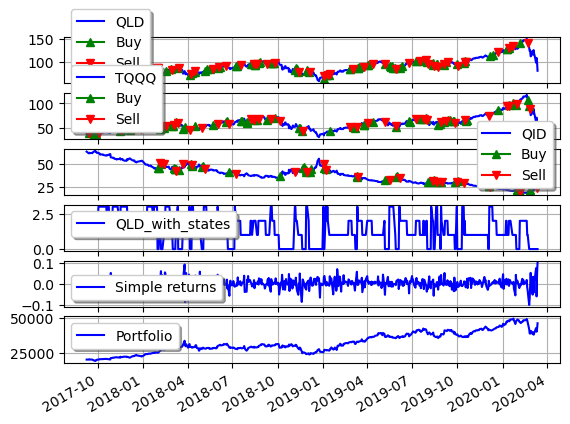 QLD
Buy
Sell
150
100
TQQQ
Buy
Sell
100
50
QID
Buy
Sell
50
25
QLD_with_states
2.5
0.0
Simple returns
0.1
0.0
−0.1
Portfolio
50000
25000
2017-10
2018-01
2018-04
2018-07
2018-10
2019-01
2019-04
2019-07
2019-10
2020-01
2020-04